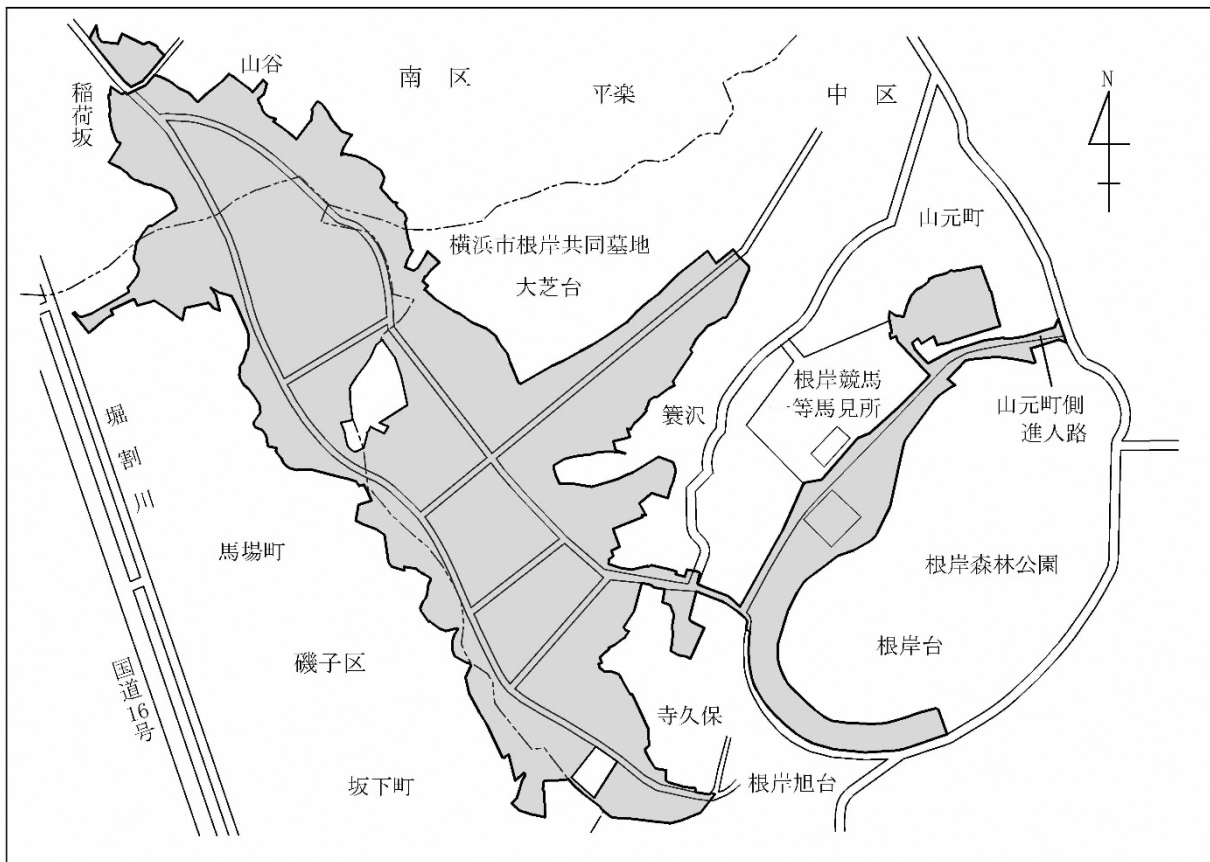 山谷
南区
平楽
中区
N
稲荷坂
山元町
横浜市根岸共同墓地
大芝台
根岸競馬
一等馬見所
山元町側
進入路
簑沢
堀割川
馬場町
根岸森林公園
磯子区
根岸台
国道16号
寺久保
坂下町
根岸旭台